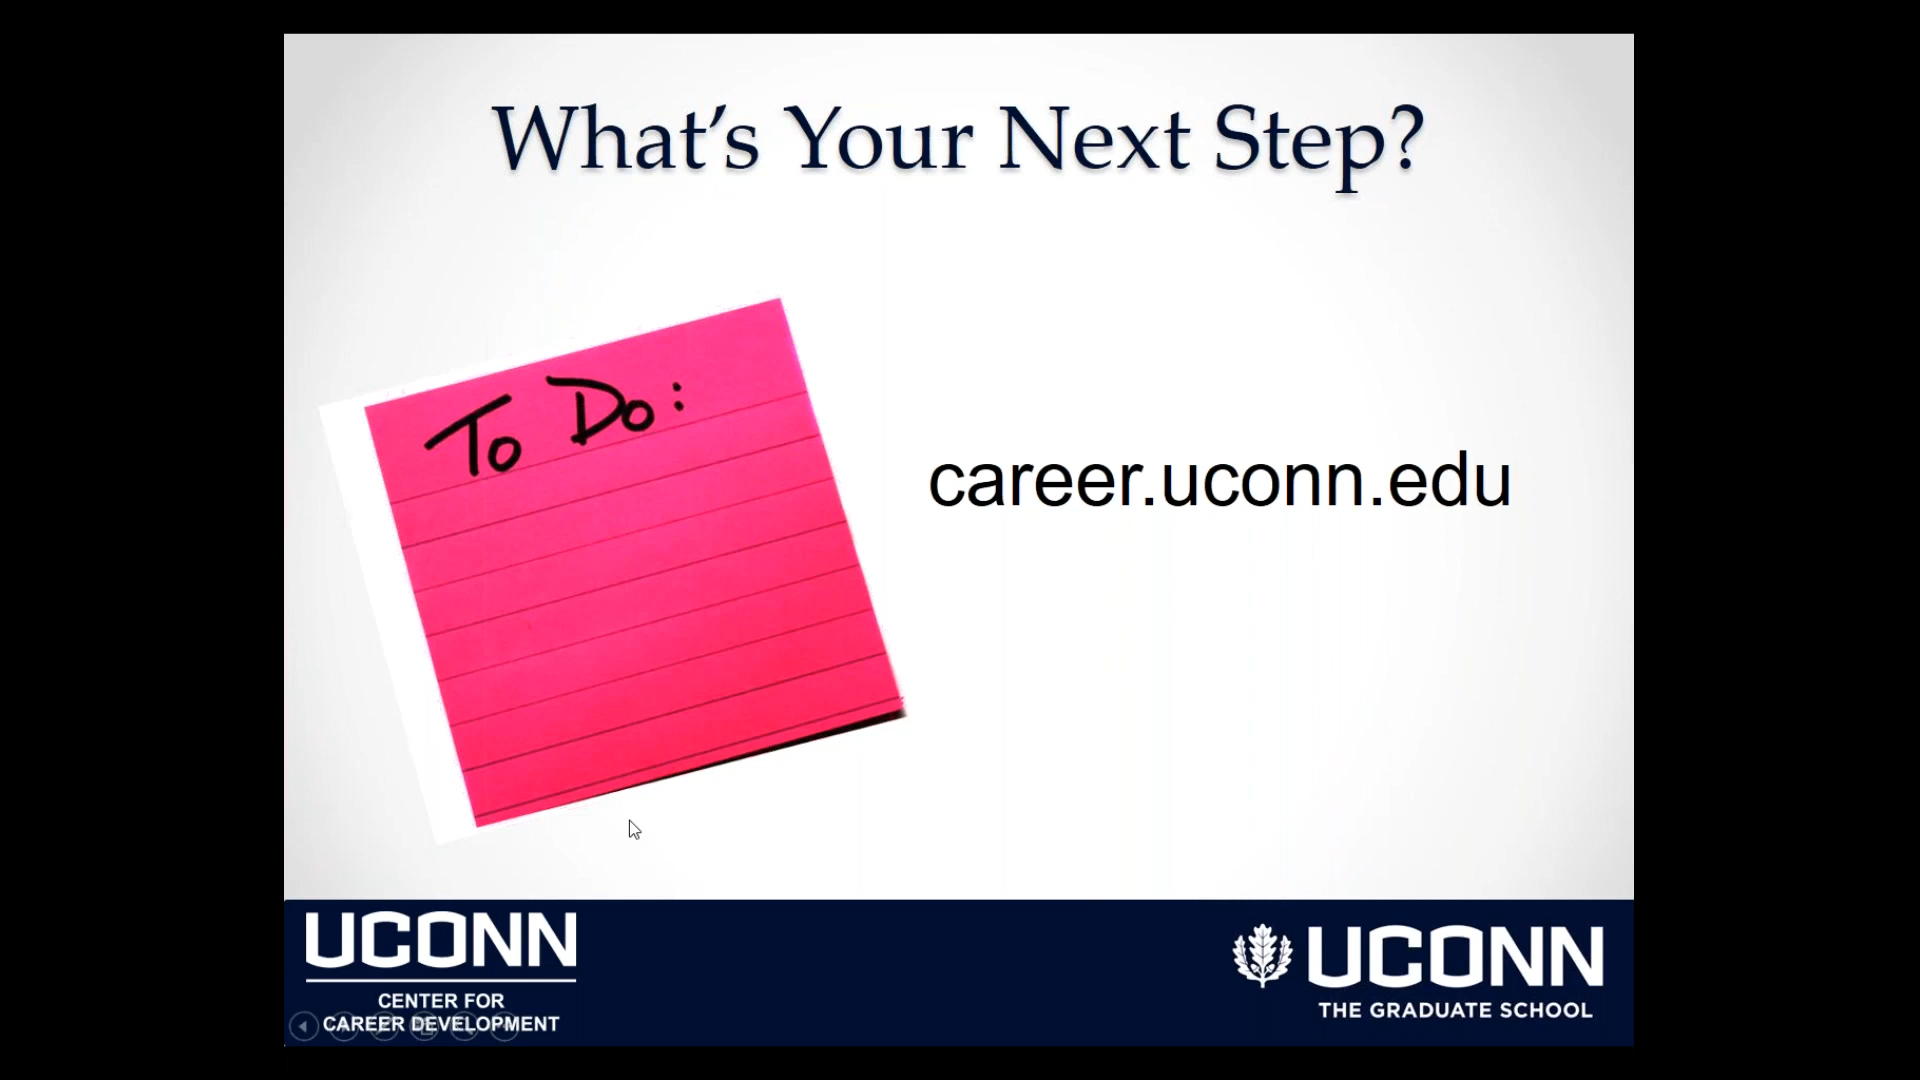 What’s Your Next Step?
To Do:
career.uconn.edu
UCONN
CENTER FOR
CAREER DEVELOPMENT
UCONN
THE GRADUATE SCHOOL